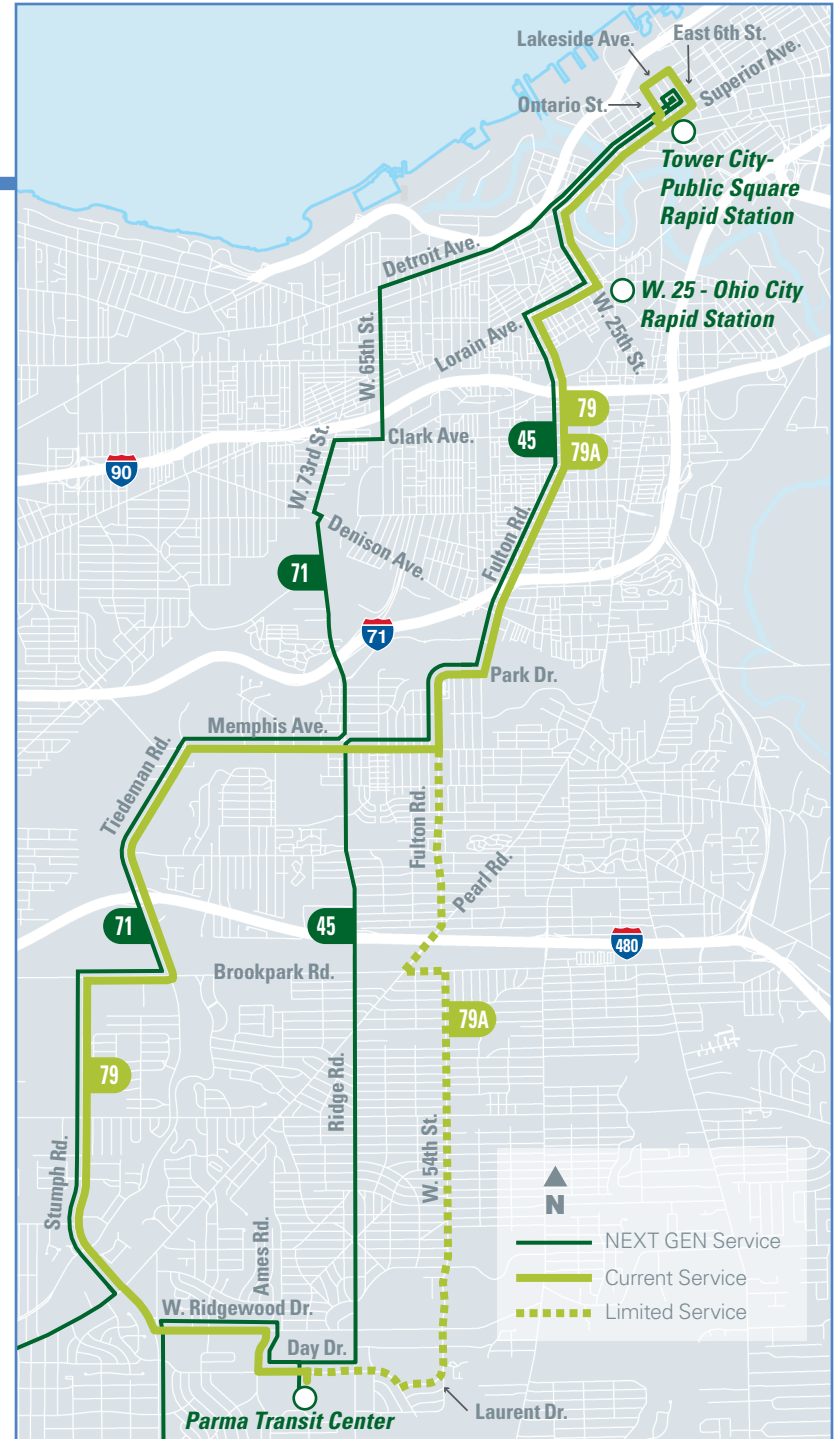 Lakeside Ave.
East 6th St.
Superior Ave.
Ontario St.
Tower City-
Public Square
Rapid Station
Detroit Ave.
W. 25 - Ohio City
Rapid Station
W. 25th St.
Lorain Ave.
W. 65th St.
79
45
79A
Clark Ave.
W. 73rd St.
90
Denison Ave.
Fulton Rd.
71
71
Park Dr.
Memphis Ave.
Tiedeman Rd.
Fulton Rd.
Pearl Rd.
71
45
480
Brookpark Rd.
79A
79
Ridge Rd.
W. 54th St.
Stumph Rd.
N
NEXT GEN Service
Current Service
Limited Service
Ames Rd.
W. Ridgewood Dr.
Day Dr.
Parma Transit Center
Laurent Dr.